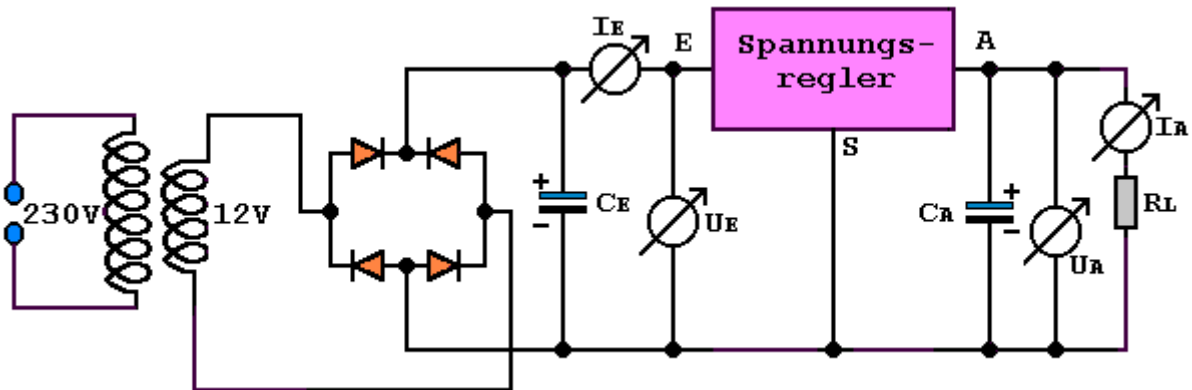 IE
E
Spannungs-
regler
A
IA
S
230V
12V
+
CE
-
UE
CA
+
-
UA
RL